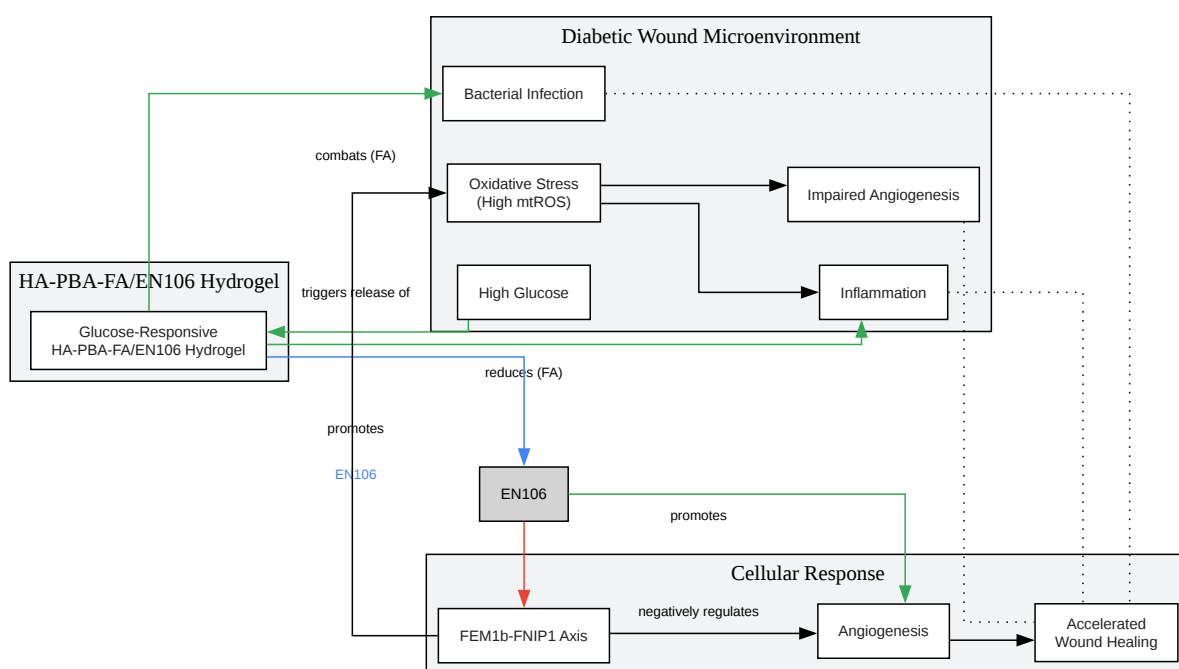 Diabetic Wound Microenvironment
Bacterial Infection
combats (FA)
Oxidative Stress
(High mtROS)
Impaired Angiogenesis
HA-PBA-FA/EN106 Hydrogel
triggers release of
High Glucose
Inflammation
Glucose-Responsive
HA-PBA-FA/EN106 Hydrogel
reduces (FA)
promotes
EN106
EN106
promotes
Cellular Response
negatively regulates
FEM1b-FNIP1 Axis
Angiogenesis
Accelerated
Wound Healing